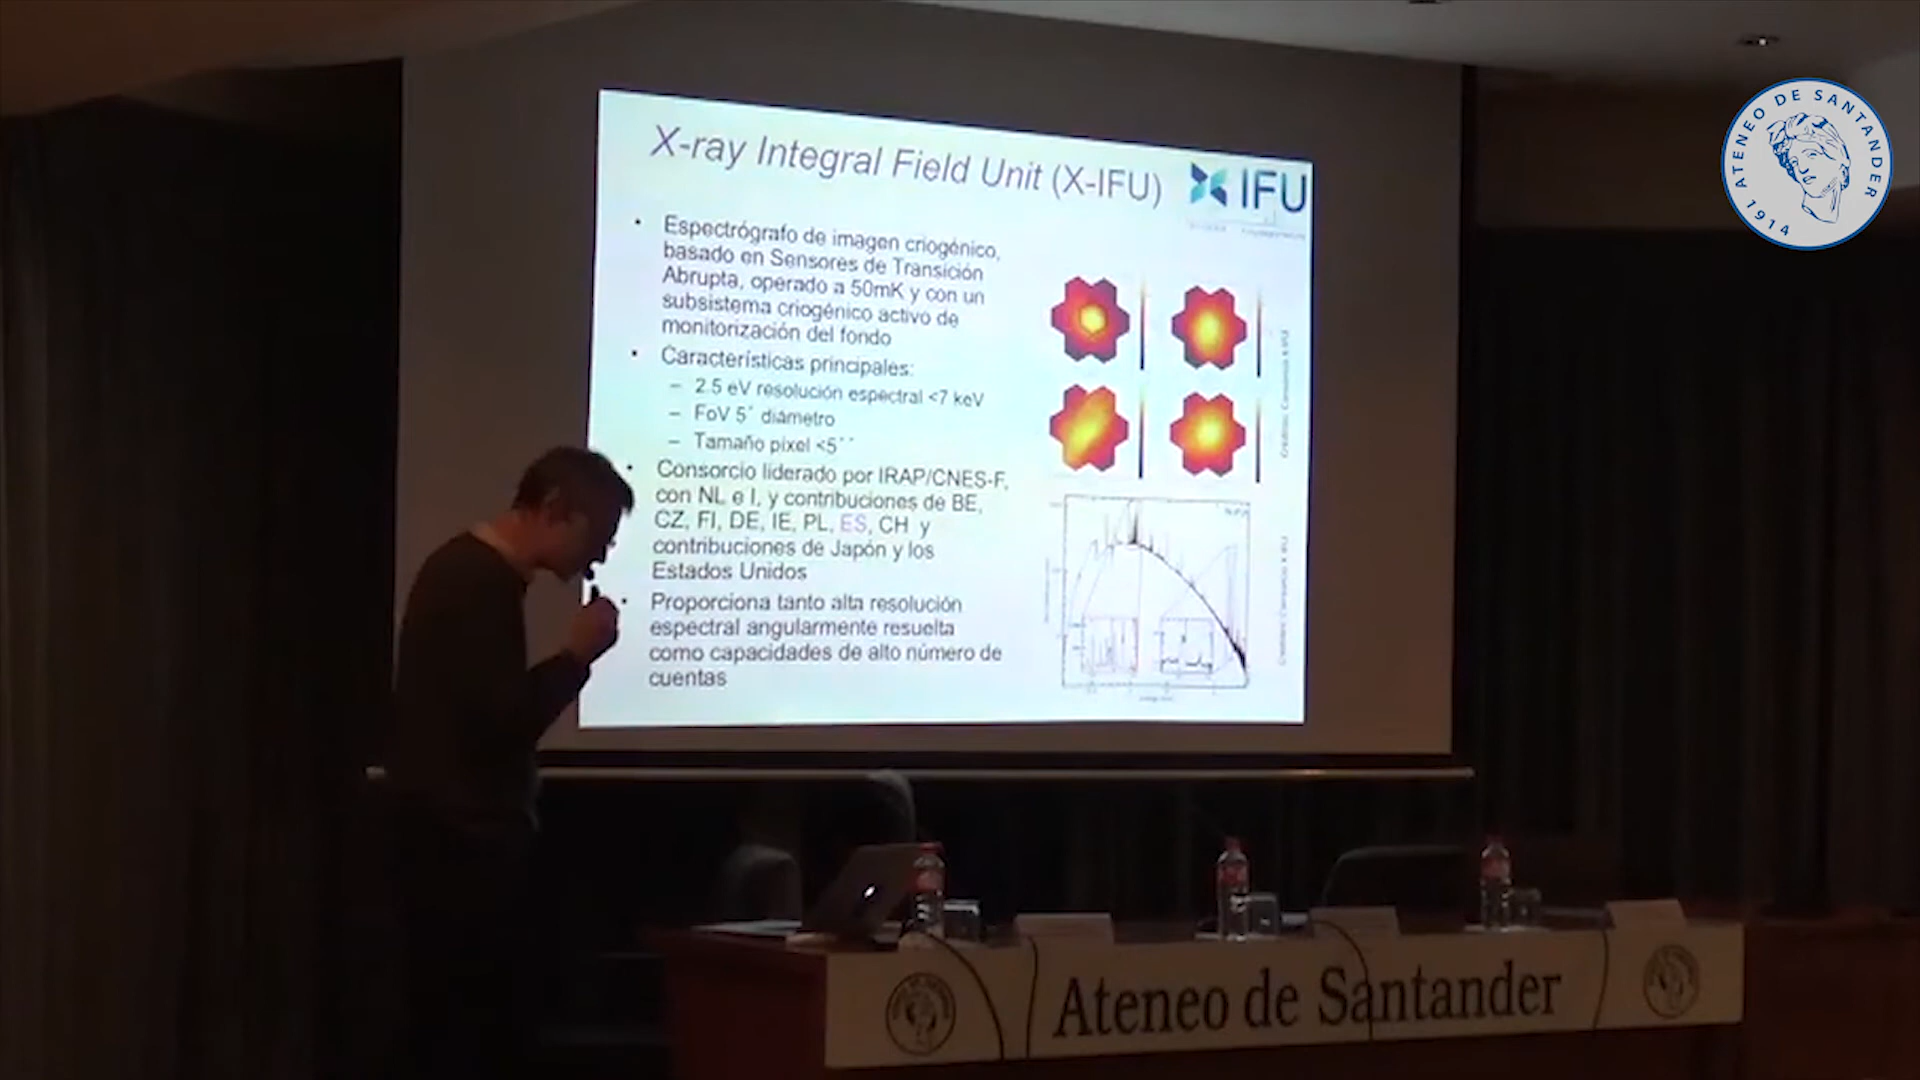 X-ray Integral Field Unit (X-IFU)
IFU
• Espectrógrafo de imagen criogénico,
basado en Sensores de Transición
Abrupta, operado a 50mK y con un
subsistema criogénico activo de
monitorización del fondo
• Características principales:
– 2.5 eV resolución espectral <7 keV
– FoV 5´ diámetro
– Tamaño pixel <5´´
• Consorcio liderado por IRAP/CNES-F,
con NL e I, y contribuciones de BE,
CZ, FI, DE, IE, PL, ES, CH y
contribuciones de Japón y los
Estados Unidos
• Proporciona tanto alta resolución
espectral angularmente resuelta
como capacidades de alto número de
cuentas
ATENEO DE SANTANDER
1914
Ateneo de Santander